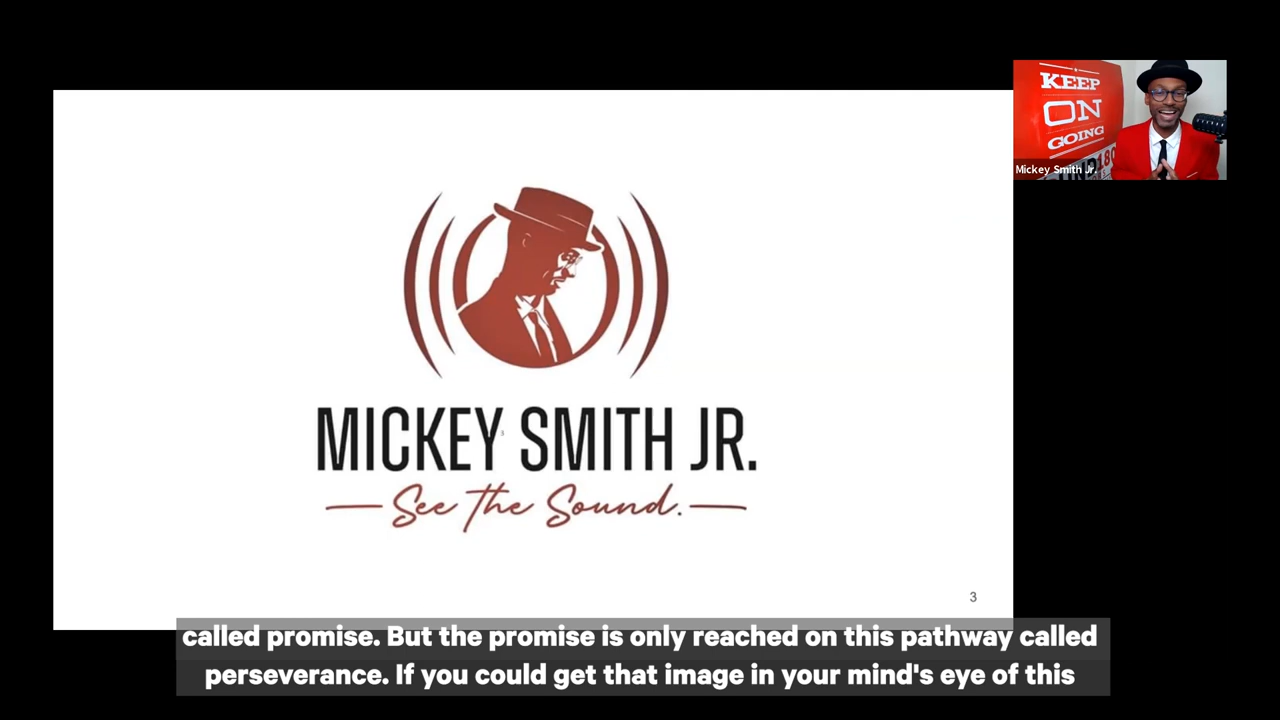 KEEP
ON
GOING
Mickey Smith Jr.
MICKEY SMITH JR.
See The Sound.
3
called promise. But the promise is only reached on this pathway called
perseverance. If you could get that image in your mind's eye of this